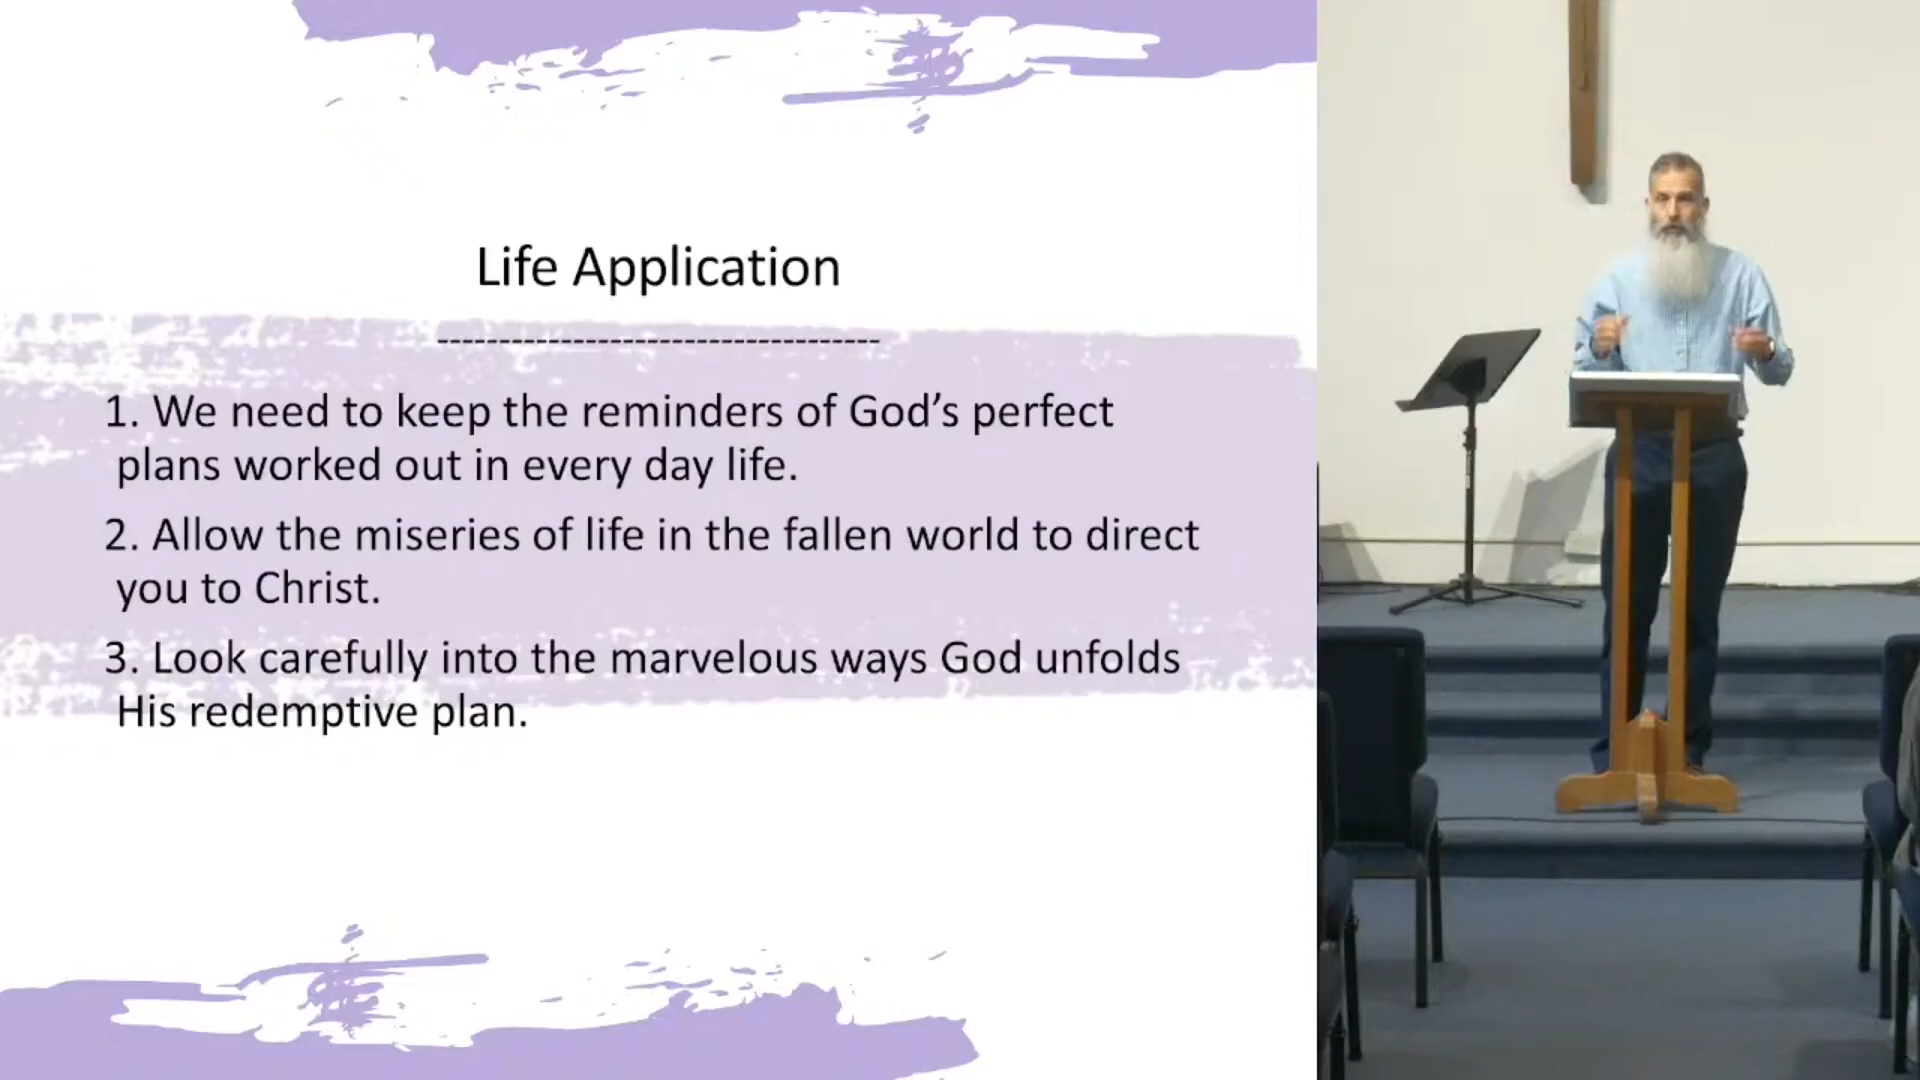 Life Application
------------------------------------
1. We need to keep the reminders of God’s perfect
plans worked out in every day life.
2. Allow the miseries of life in the fallen world to direct
you to Christ.
3. Look carefully into the marvelous ways God unfolds
His redemptive plan.